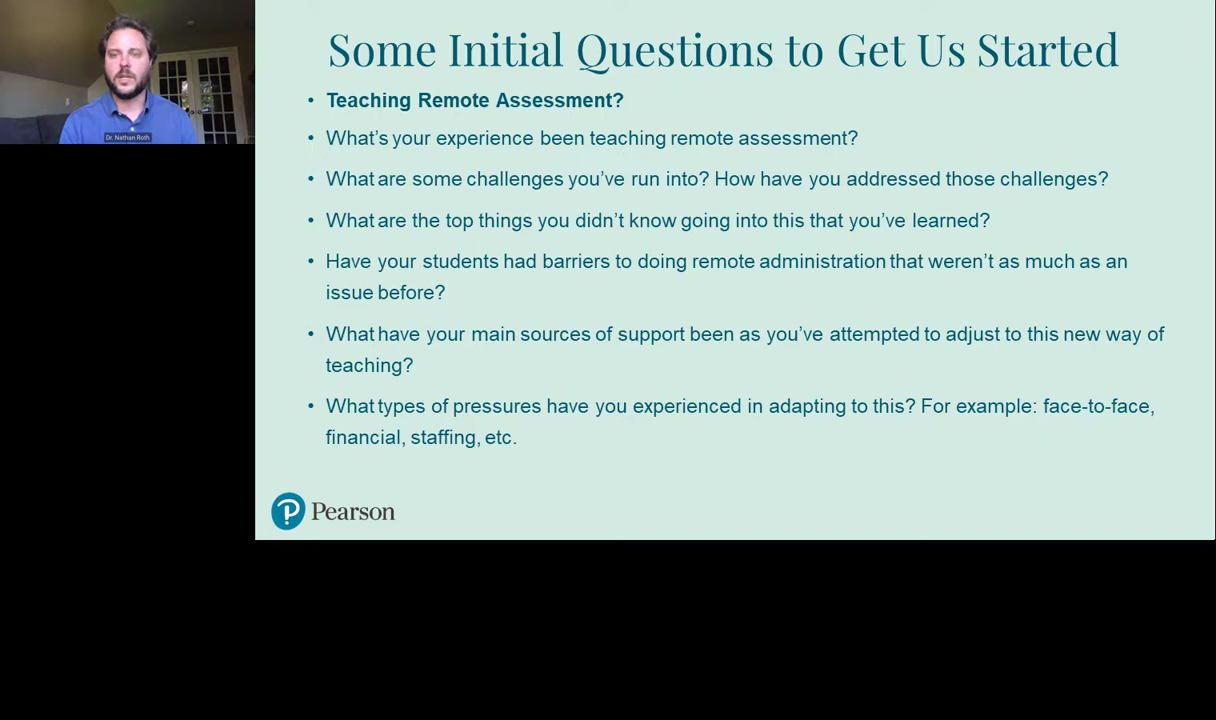 Some Initial Questions to Get Us Started
• Teaching Remote Assessment?
• What's your experience been teaching remote assessment?
• What are some challenges you've run into? How have you addressed those challenges?
• What are the top things you didn't know going into this that you've learned?
• Have your students had barriers to doing remote administration that weren't as much as an
issue before?
• What have your main sources of support been as you've attempted to adjust to this new way of
teaching?
• What types of pressures have you experienced in adapting to this? For example: face-to-face,
financial, staffing, etc.
Dr. Nathan Roth
Pearson